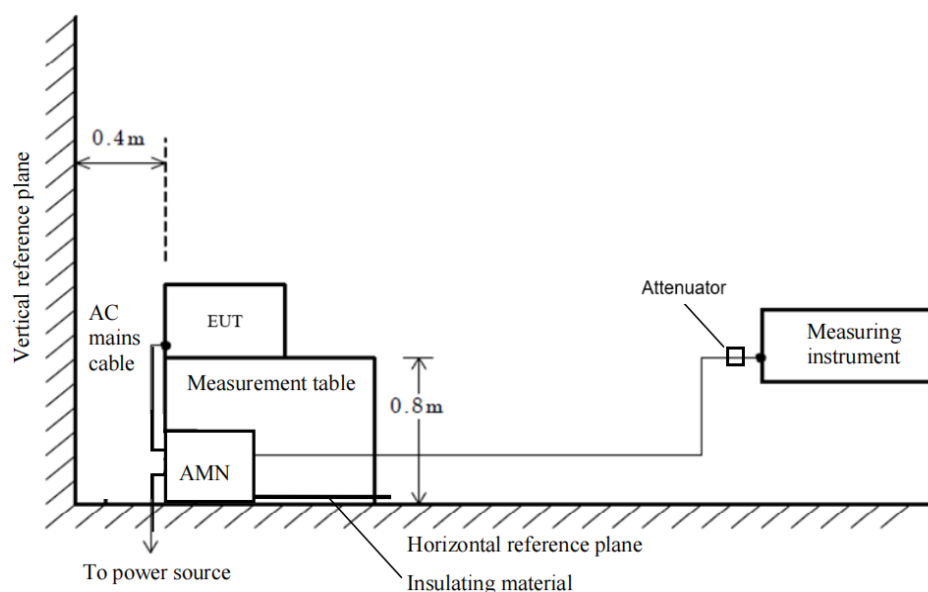 0.4m
Vertical reference plane
AC
mains
cable
EUT
Measurement table
0.8m
AMN
Attenuator
Measuring
instrument
Horizontal reference plane
To power source
Insulating material